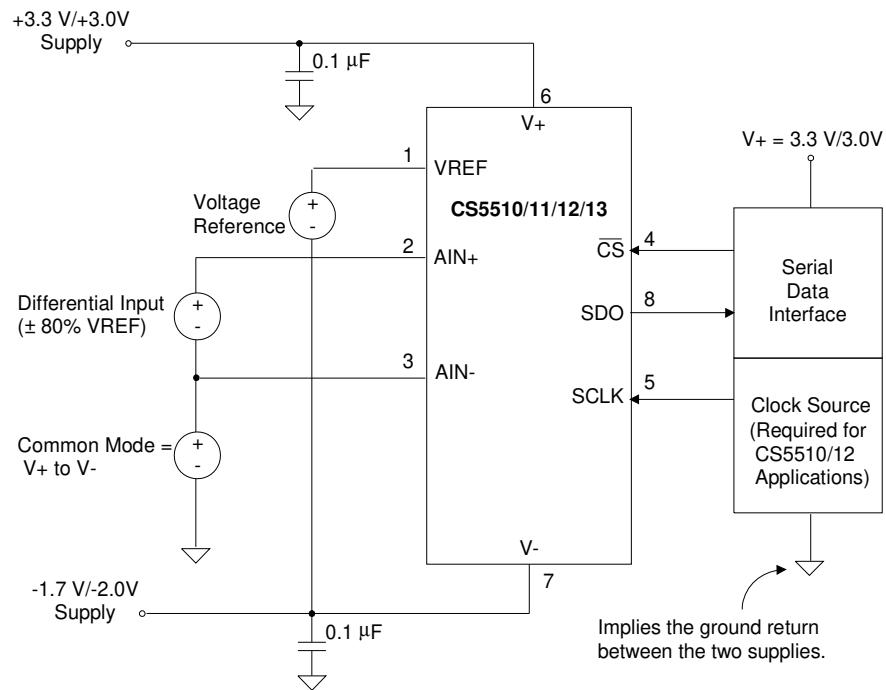 +3.3 V/+3.0V
Supply
0.1 µF
6
V+
V+ = 3.3 V/3.0V
1
VREF
Voltage
Reference
+
-
CS5510/11/12/13
2
AIN+
CS
4
Serial
Data
Interface
Differential Input
(± 80% VREF)
+
-
SDO
8
3
AIN-
SCLK
5
Clock Source
(Required for
CS5510/12
Applications)
Common Mode =
V+ to V-
+
-
V-
7
-1.7 V/-2.0V
Supply
0.1 µF
Implies the ground return
between the two supplies.